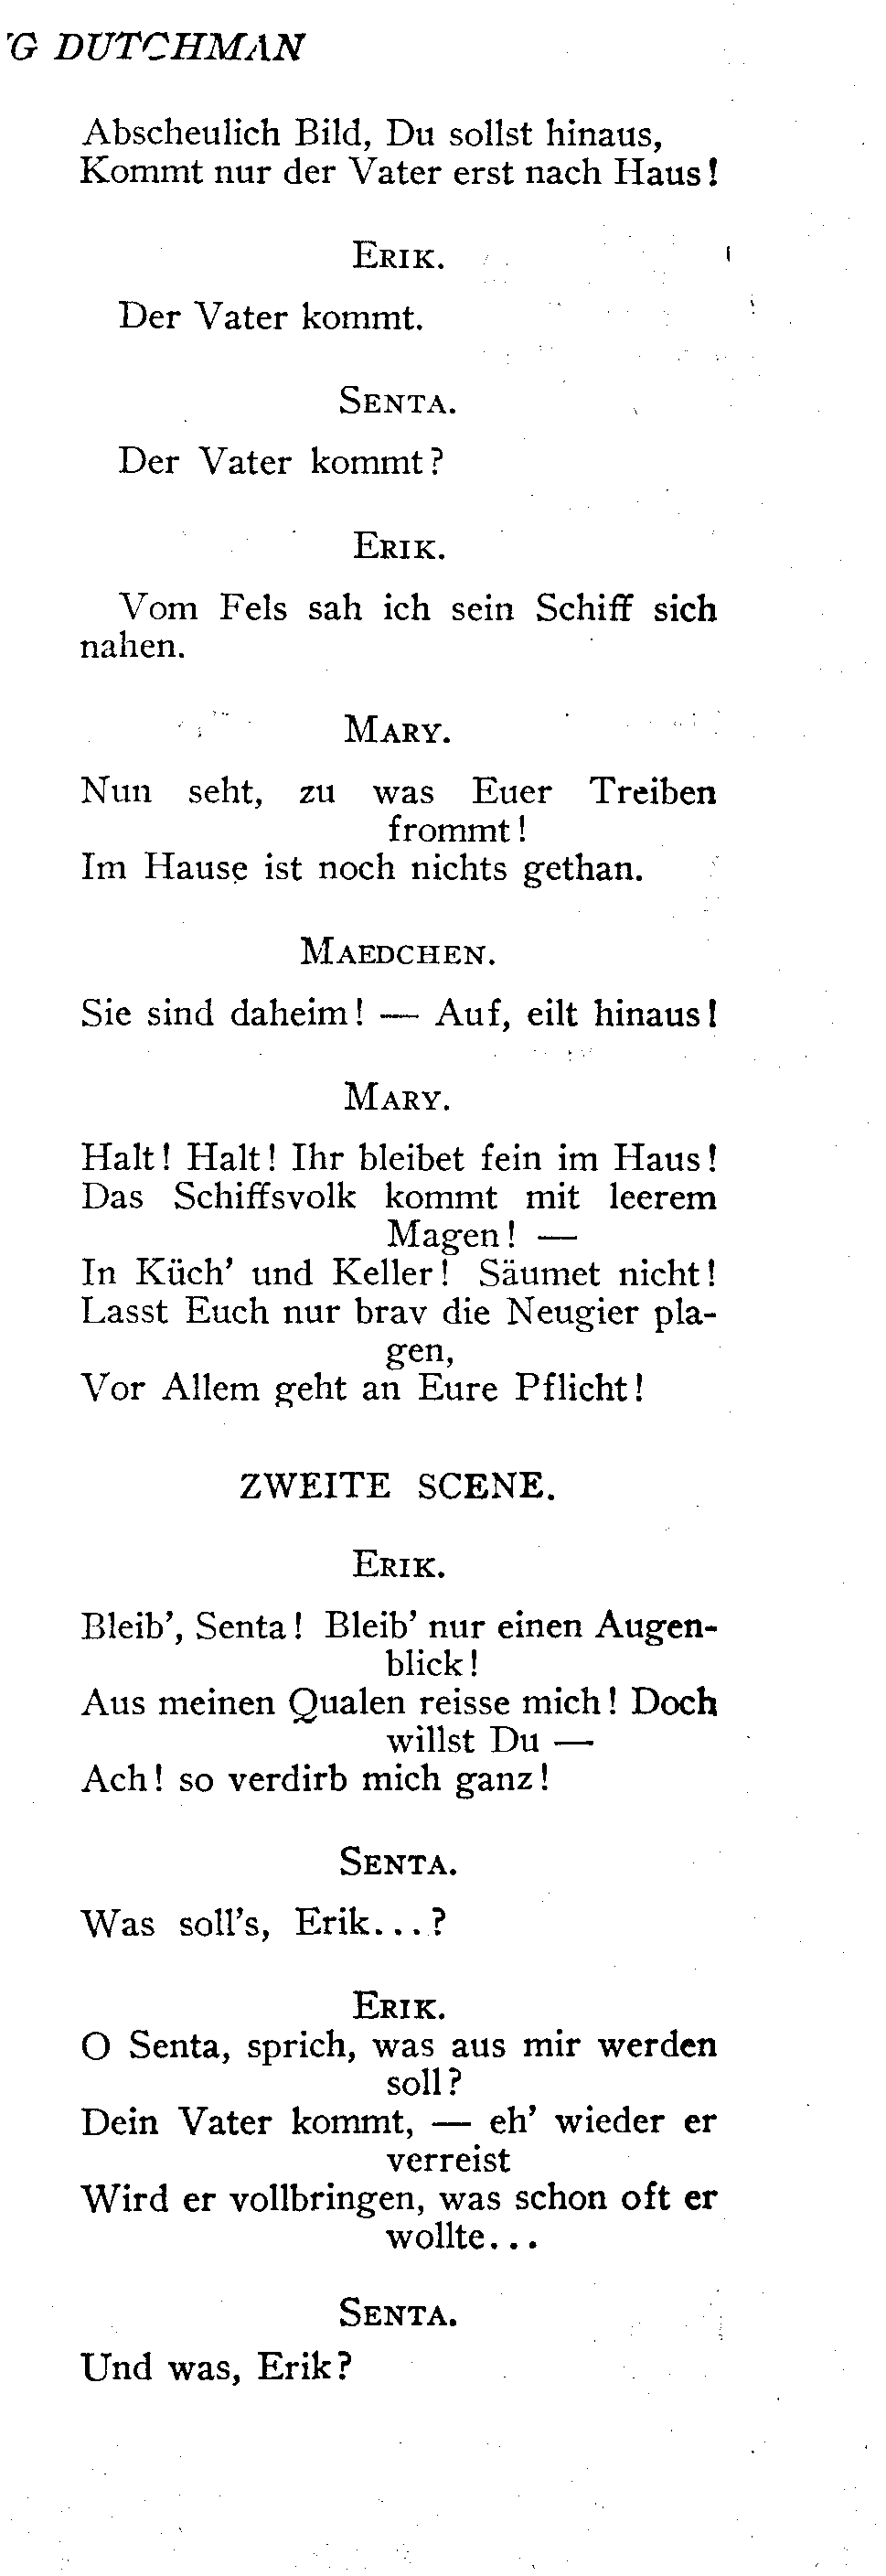 'G DUTCHMAN
Abscheulich Bild, Du sollst hinaus,
Kommt nur der Vater erst nach Haus!
ERIK.
Der Vater kommt.
SENTA.
Der Vater kommt?
ERIK.
Vom Fels sah ich sein Schiff sich
nahen.
MARY.
Nun seht, zu was Euer Treiben
frommt!
Im Hause ist noch nichts gethan.
MAEDCHEN.
Sie sind daheim! — Auf, eilt hinaus!
MARY.
Halt! Halt! Ihr bleibet fein im Haus!
Das Schiffsvolk kommt mit leerem
Magen! —
In Küch' und Keller! Säumet nicht!
Lasst Euch nur brav die Neugier pla-
gen,
Vor Allem geht an Eure Pflicht!
ZWEITE SCENE.
ERIK.
Bleib', Senta! Bleib' nur einen Augen-
blick!
Aus meinen Qualen reisse mich! Doch
willst Du —
Ach! so verdirb mich ganz!
SENTA.
Was soll's, Erik...?
ERIK.
O Senta, sprich, was aus mir werden
soll?
Dein Vater kommt, — eh' wieder er
verreist
Wird er vollbringen, was schon oft er
wollte...
SENTA.
Und was, Erik?